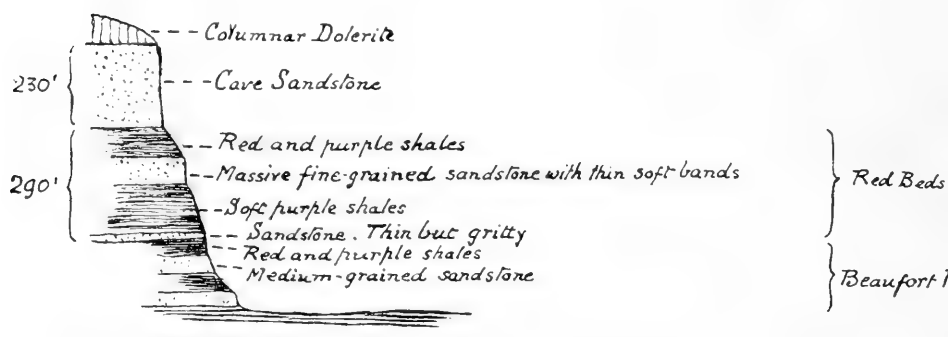 Columnar Dolerite
230'
Cave Sandstone
Red and purple shales
Massive fine-grained sandstone with thin soft bands
Red Beds
290'
Soft purple shales
Sandstone. Thin but gritty
Red and purple shales
Medium-grained sandstone
Beaufort